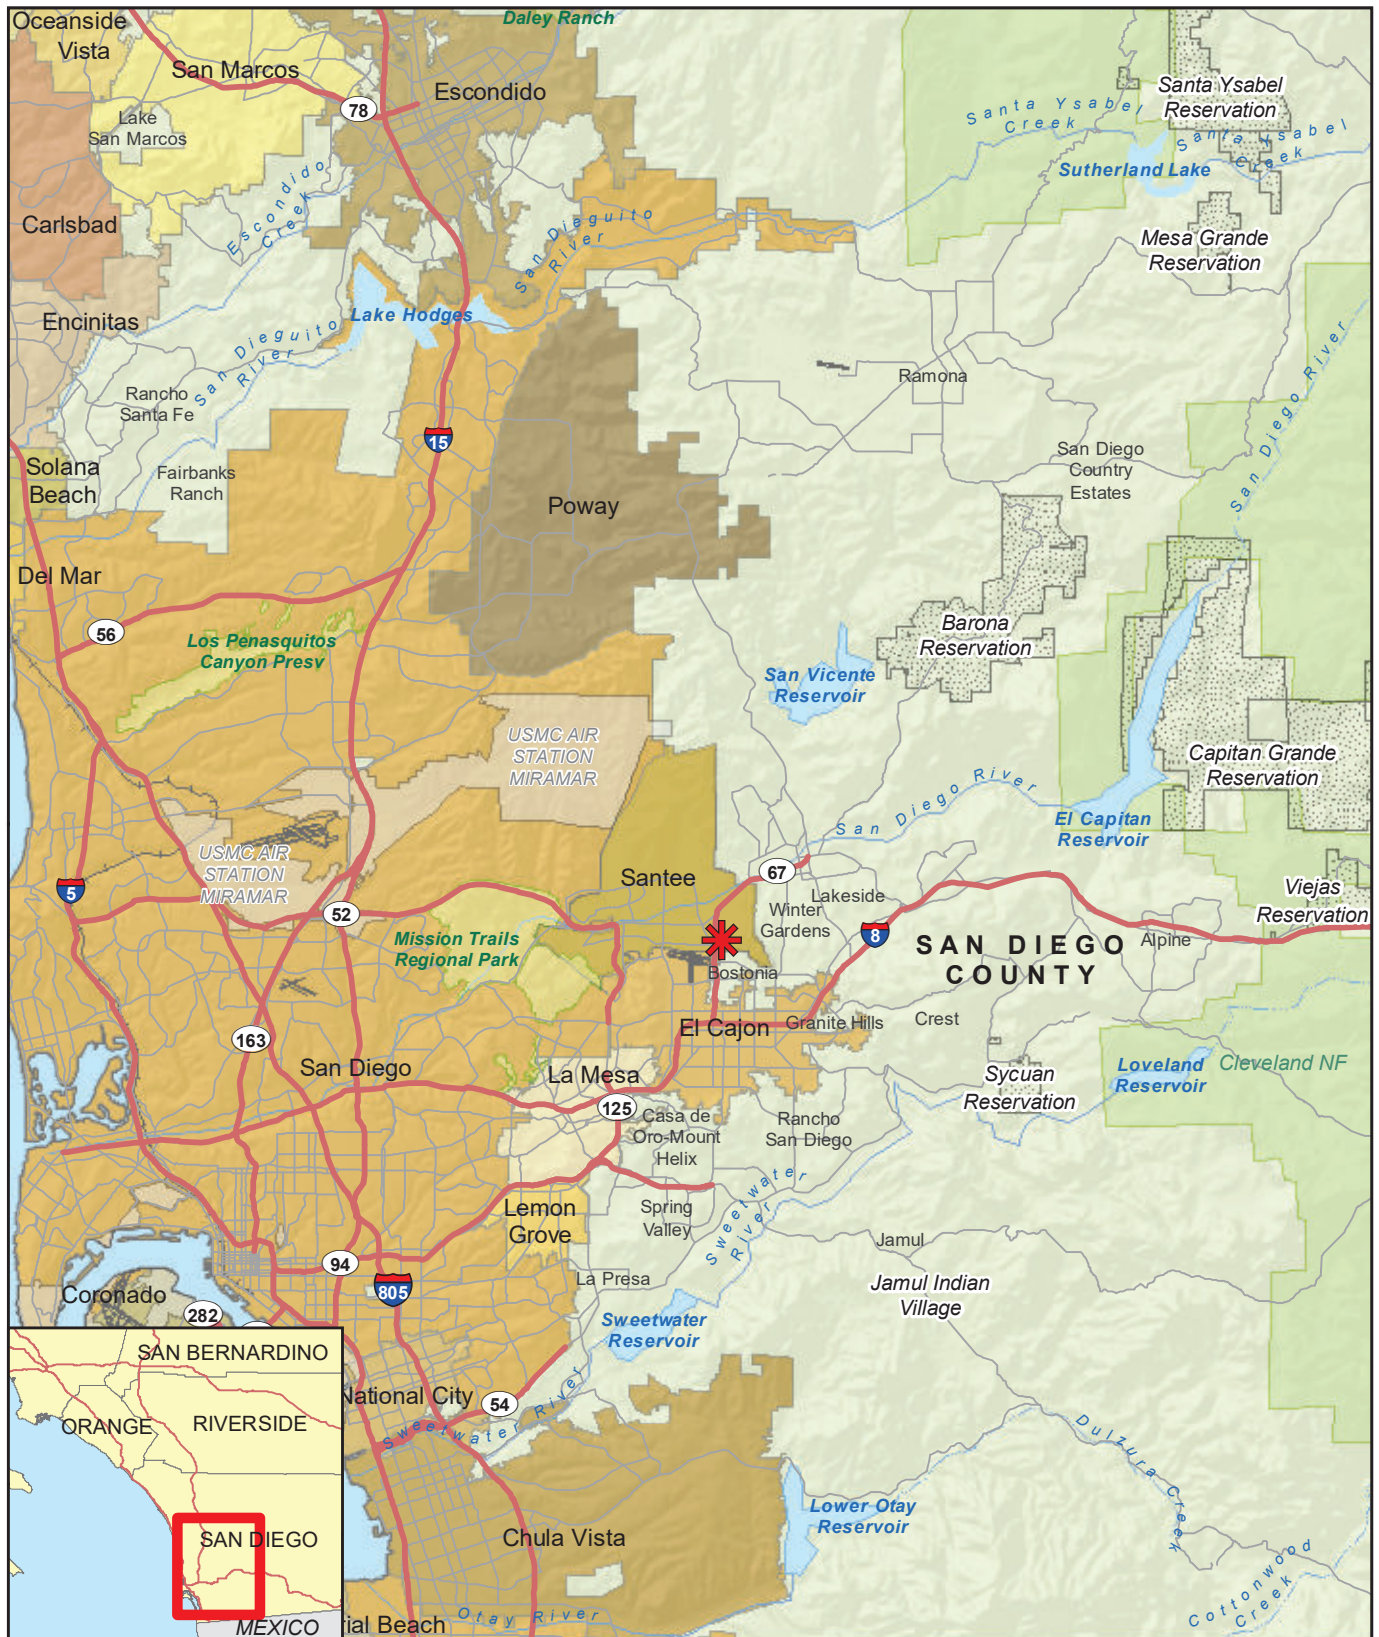 Oceanside
Vista
Daley Ranch
San Marcos
Escondido
78
Lake
San Marcos
Santa Ysabel
Reservation
Santa Ysabel
Creek
Santa Ysabel
Creek
Sutherland Lake
Carlsbad
Escondido
Creek
San Dieguito
River
Mesa Grande
Reservation
Encinitas
Lake Hodges
San Dieguito
River
Ramona
Rancho
Santa Fe
San Diego River
15
San Diego
Country
Estates
Solana
Beach
Fairbanks
Ranch
Poway
Del Mar
56
Los Penasquitos
Canyon Presv
Barona
Reservation
San Vicente
Reservoir
USMC AIR
STATION
MIRAMAR
Capitan Grande
Reservation
San Diego River
El Capitan
Reservoir
USMC AIR
STATION
MIRAMAR
5
Santee
67
Lakeside
Winter
Gardens
Viejas
Reservation
52
8
Mission Trails
Regional Park
SAN DIEGO
COUNTY
Alpine
Bostonia
163
El Cajon
Granite Hills
Crest
San Diego
La Mesa
Sycuan
Reservation
Loveland
Reservoir
Cleveland NF
125
Casa de
Oro-Mount
Helix
Rancho
San Diego
Lemon
Grove
Spring
Valley
Sweetwater
River
Jamul
94
La Presa
Jamul Indian
Village
805
Coronado
282
Sweetwater
Reservoir
SAN BERNARDINO
ORANGE
RIVERSIDE
National City
54
Sweetwater River
Dulzura Creek
Lower Otay
Reservoir
SAN DIEGO
Chula Vista
Cottonwood
Creek
MEXICO
rial Beach
Otay River